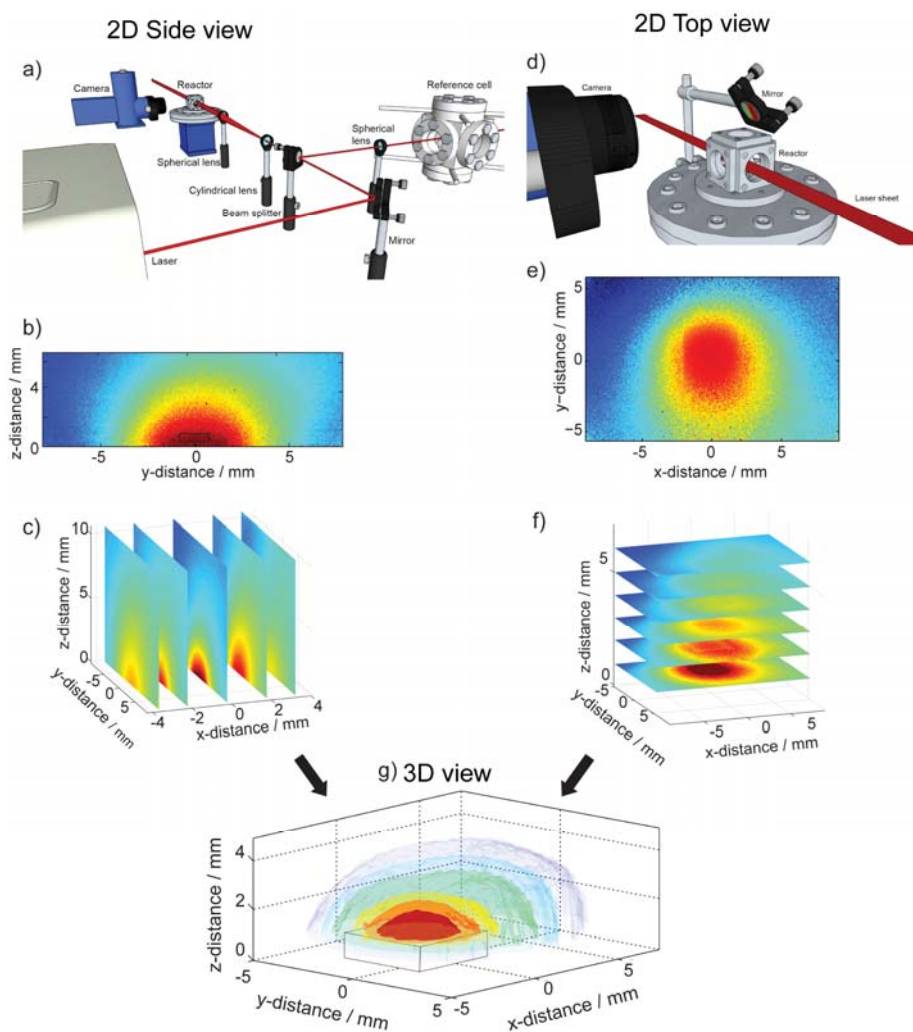 2D Side view
a)
Camera
Reactor
Spherical lens
Cylindrical lens
Beam splitter
Laser
Spherical
lens
Mirror
Reference cell
b)
z-distance / mm
4
0
-5
0
5
y-distance / mm
c)
z-distance / mm
10
5
0
-5
0
5
y-distance / mm
-4
-2
0
2
4
x-distance / mm
2D Top view
d)
Camera
Mirror
Reactor
Laser sheet
e)
y−distance / mm
5
0
−5
-5
0
5
x-distance / mm
f)
z-distance / mm
5
0
-5
0
5
y-distance / mm
-5
0
5
x-distance / mm
g) 3D view
z-distance / mm
4
2
0
-5
0
5
y-distance / mm
-5
0
5
x-distance / mm